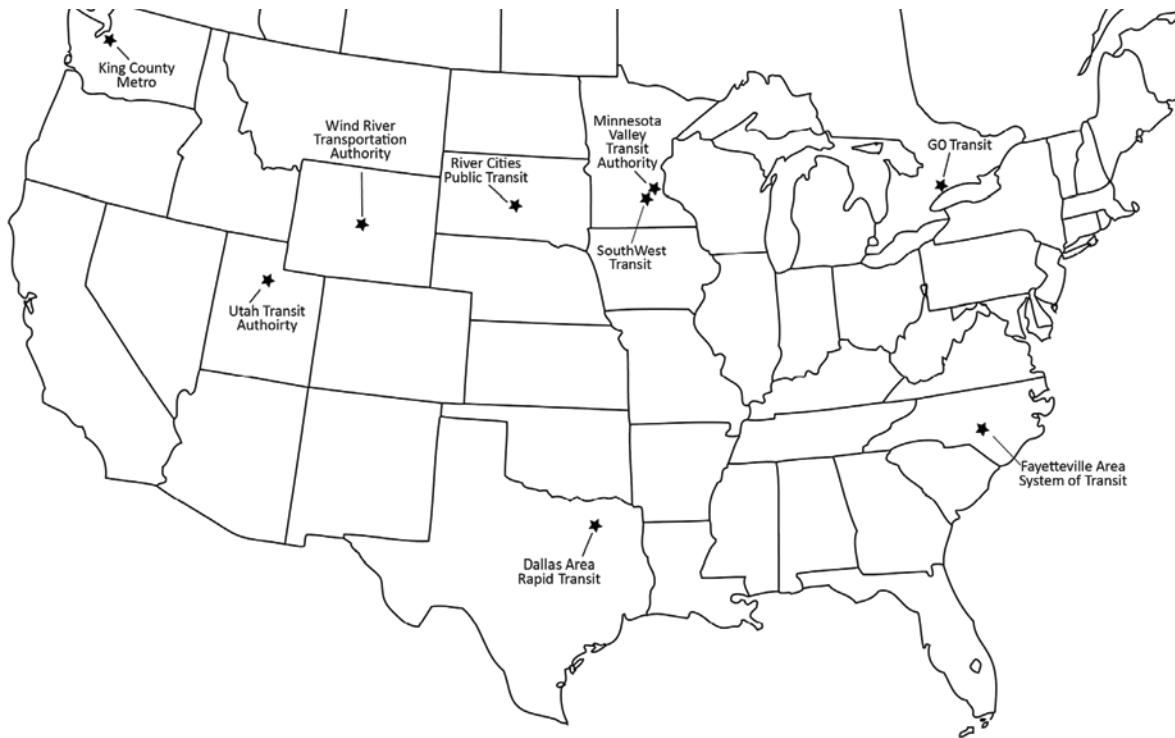 King County
Metro
Wind River
Transportation
Authority
River Cities
Public Transit
Minnesota
Valley
Transit
Authority
GO Transit
SouthWest
Transit
Utah Transit
Authoirty
Fayetteville Area
System of Transit
Dallas Area
Rapid Transit